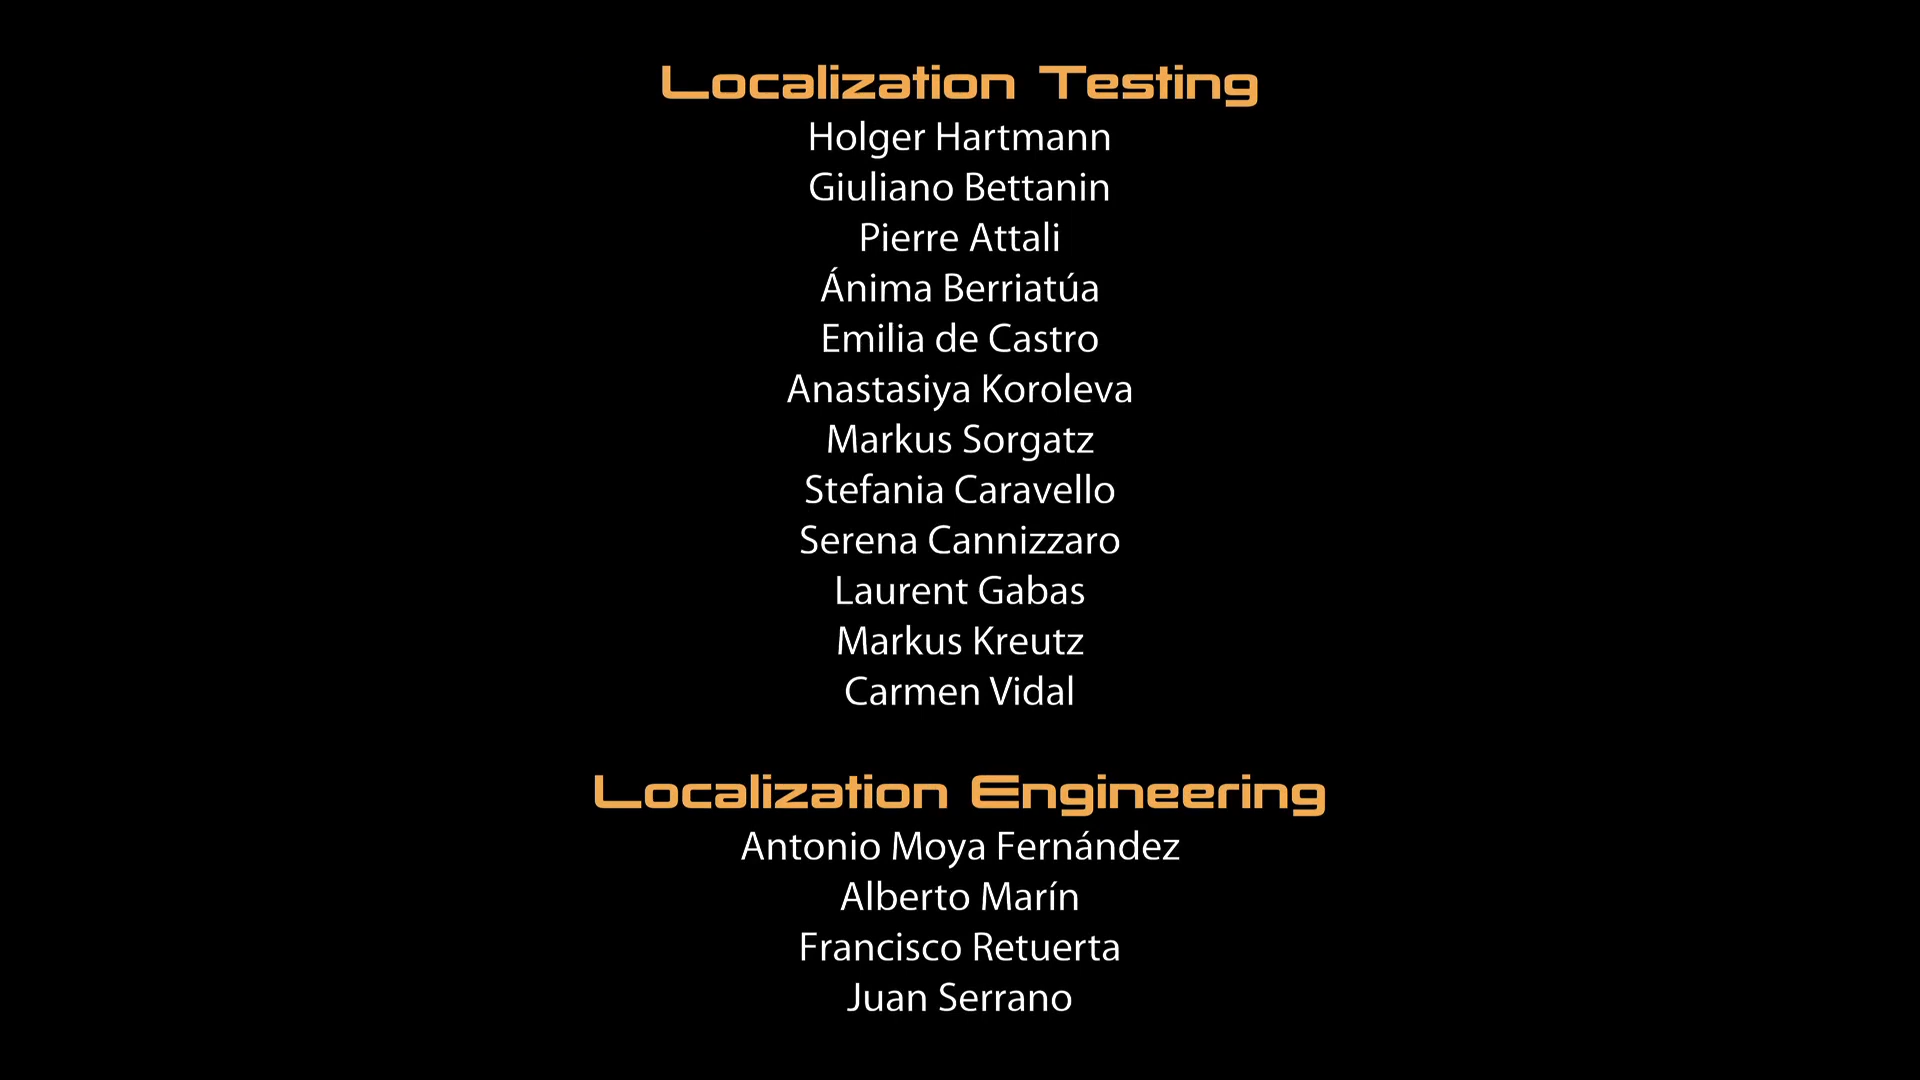 Localization Testing
Holger Hartmann
Giuliano Bettanin
Pierre Attali
Ánima Berriatúa
Emilia de Castro
Anastasiya Koroleva
Markus Sorgatz
Stefania Caravello
Serena Cannizzaro
Laurent Gabas
Markus Kreutz
Carmen Vidal
Localization Engineering
Antonio Moya Fernández
Alberto Marín
Francisco Retuerta
Juan Serrano